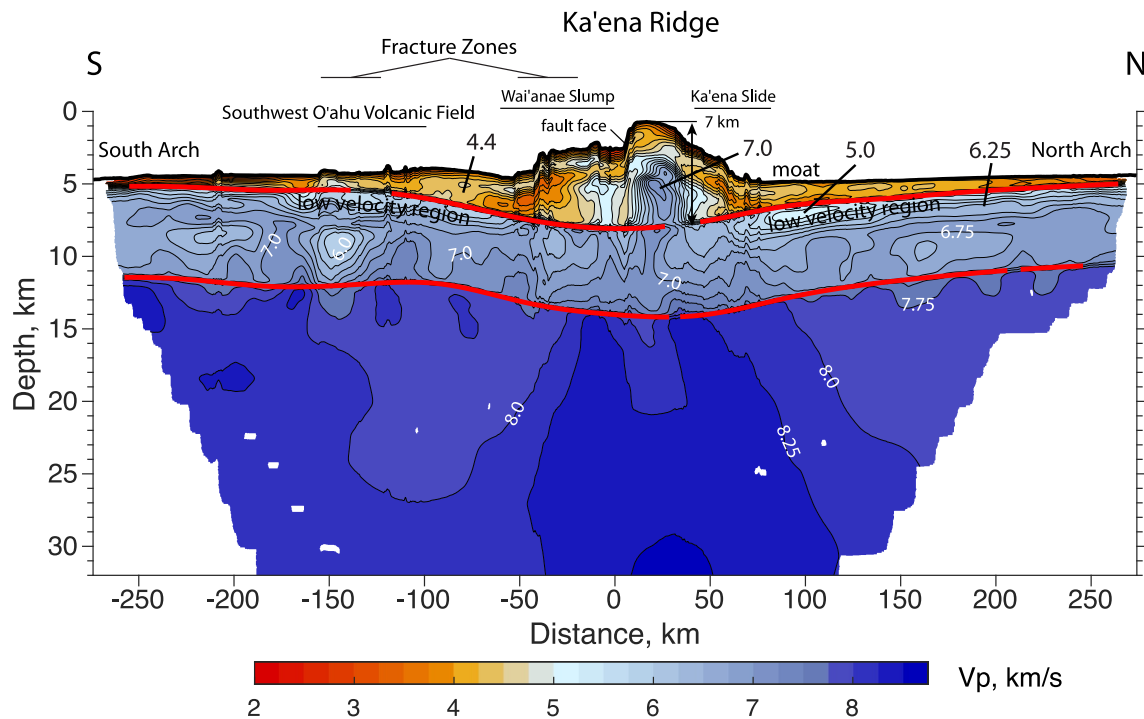 Ka'ena Ridge
Fracture Zones
S
N
Wai'anae Slump
Ka'ena Slide
Southwest O'ahu Volcanic Field
fault face
7 km
South Arch
4.4
7.0
moat
5.0
6.25
North Arch
low velocity region
low velocity region
7.0
6.0
7.0
7.0
6.75
7.75
8.0
8.0
8.25
0
5
10
15
20
25
30
Depth, km
-250
-200
-150
-100
-50
0
50
100
150
200
250
Distance, km
2
3
4
5
6
7
8
Vp, km/s